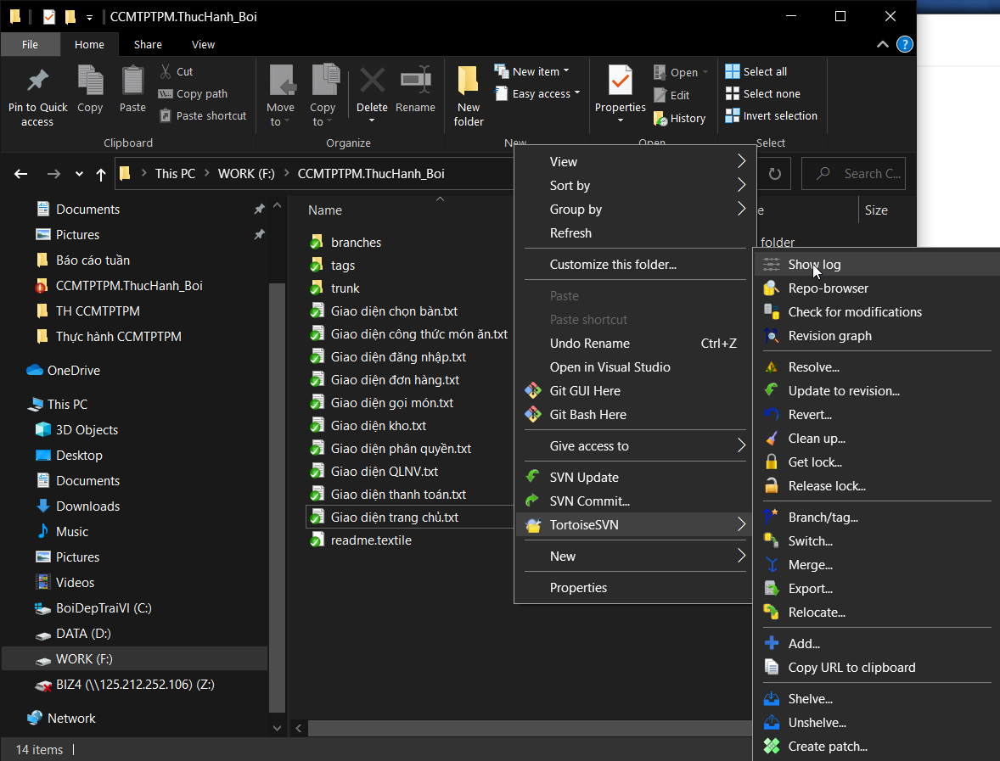 CCMTPTPM.ThucHanh_Boi
File
Home
Share
View
Pin to Quick access
Copy
Paste
Cut
Copy path
Paste shortcut
Clipboard
Move to
Copy to
Delete
Rename
Organize
New folder
New item
Easy access
New
Properties
Open
Edit
History
Open
Select all
Select none
Invert selection
Select
This PC
WORK (F:)
CCMTPTPM.ThucHanh_Boi
Search C...
Documents
Pictures
Báo cáo tuần
CCMTPTPM.ThucHanh_Boi
TH CCMTPTPM
Thực hành CCMTPTPM
OneDrive
This PC
3D Objects
Desktop
Documents
Downloads
Music
Pictures
Videos
BoiDepTraiVl (C:)
DATA (D:)
WORK (F:)
BIZ4 (\\125.212.252.106) (Z:)
Network
14 items
Name
Size
folder
branches
tags
trunk
Giao diện chọn bàn.txt
Giao diện công thức món ăn.txt
Giao diện đăng nhập.txt
Giao diện đơn hàng.txt
Giao diện gọi món.txt
Giao diện kho.txt
Giao diện phân quyền.txt
Giao diện QLNV.txt
Giao diện thanh toán.txt
Giao diện trang chủ.txt
readme.textile
View
Sort by
Group by
Refresh
Customize this folder...
Paste
Paste shortcut
Undo Rename Ctrl+Z
Open in Visual Studio
Git GUI Here
Git Bash Here
Give access to
SVN Update
SVN Commit...
TortoiseSVN
New
Properties
Show log
Repo-browser
Check for modifications
Revision graph
Resolve...
Update to revision...
Revert...
Clean up...
Get lock...
Release lock...
Branch/tag...
Switch...
Merge...
Export...
Relocate...
Add...
Copy URL to clipboard
Shelve...
Unshelve...
Create patch...